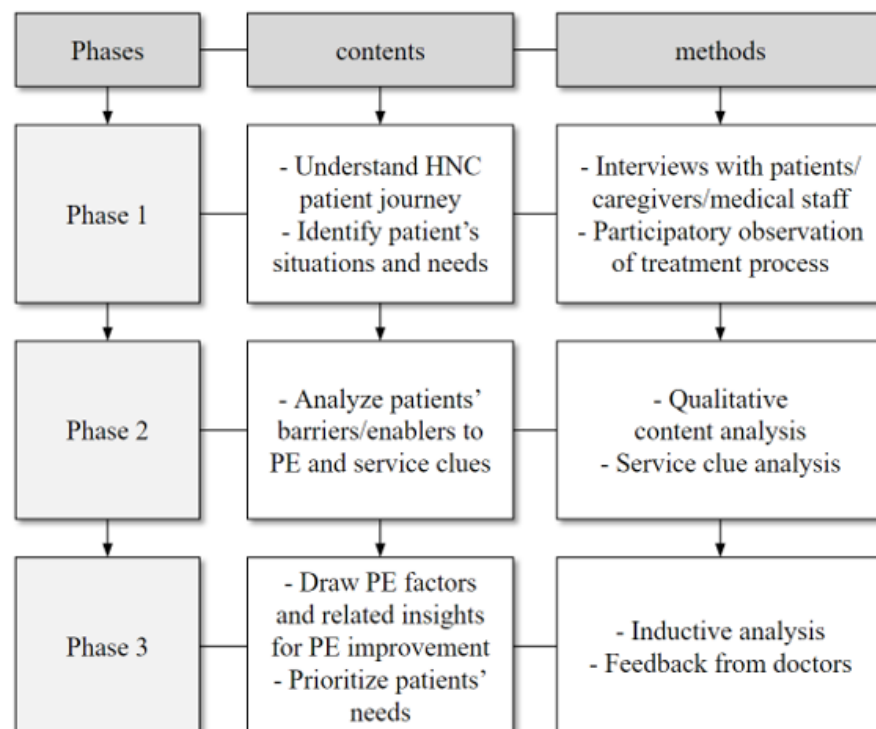 Phases
contents
methods
Phase 1
- Understand HNC
patient journey
- Identify patient’s
situations and needs
- Interviews with patients/
caregivers/medical staff
- Participatory observation
of treatment process
Phase 2
- Analyze patients’
barriers/enablers to
PE and service clues
- Qualitative
content analysis
- Service clue analysis
Phase 3
- Draw PE factors
and related insights
for PE improvement
- Prioritize patients’
needs
- Inductive analysis
- Feedback from doctors